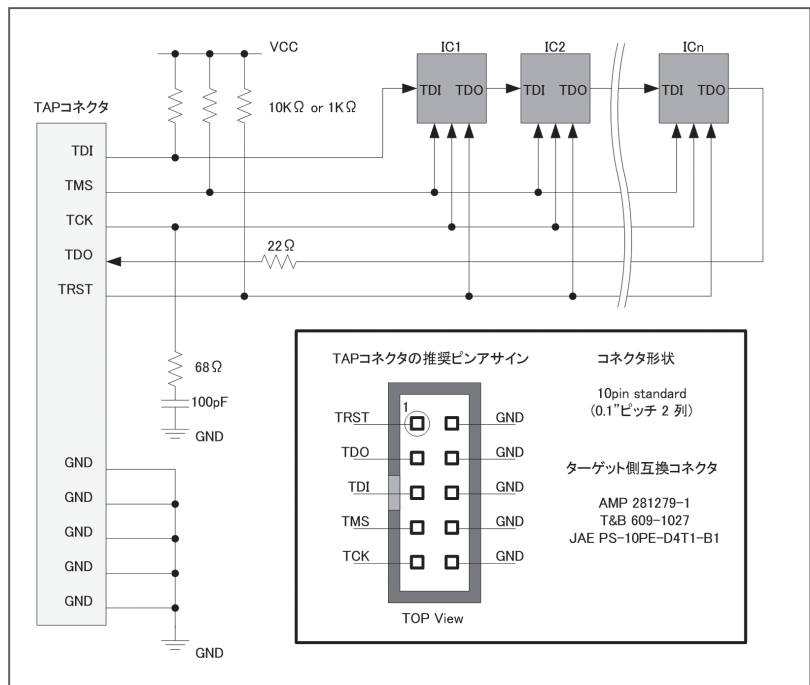 VCC
IC1
IC2
ICn
TDI TDO
TDI TDO
TDI TDO
10KΩ or 1KΩ
TAPコネクタ
TDI
TMS
TCK
TDO
22Ω
TRST
68Ω
100pF
GND
GND
GND
GND
GND
GND
GND
TAPコネクタの推奨ピンアサイン
1
TRST GND
TDO GND
TDI GND
TMS GND
TCK GND
TOP View
コネクタ形状
10pin standard
(0.1”ピッチ 2 列)
ターゲット側互換コネクタ
AMP 281279-1
T&B 609-1027
JAE PS-10PE-D4T1-B1